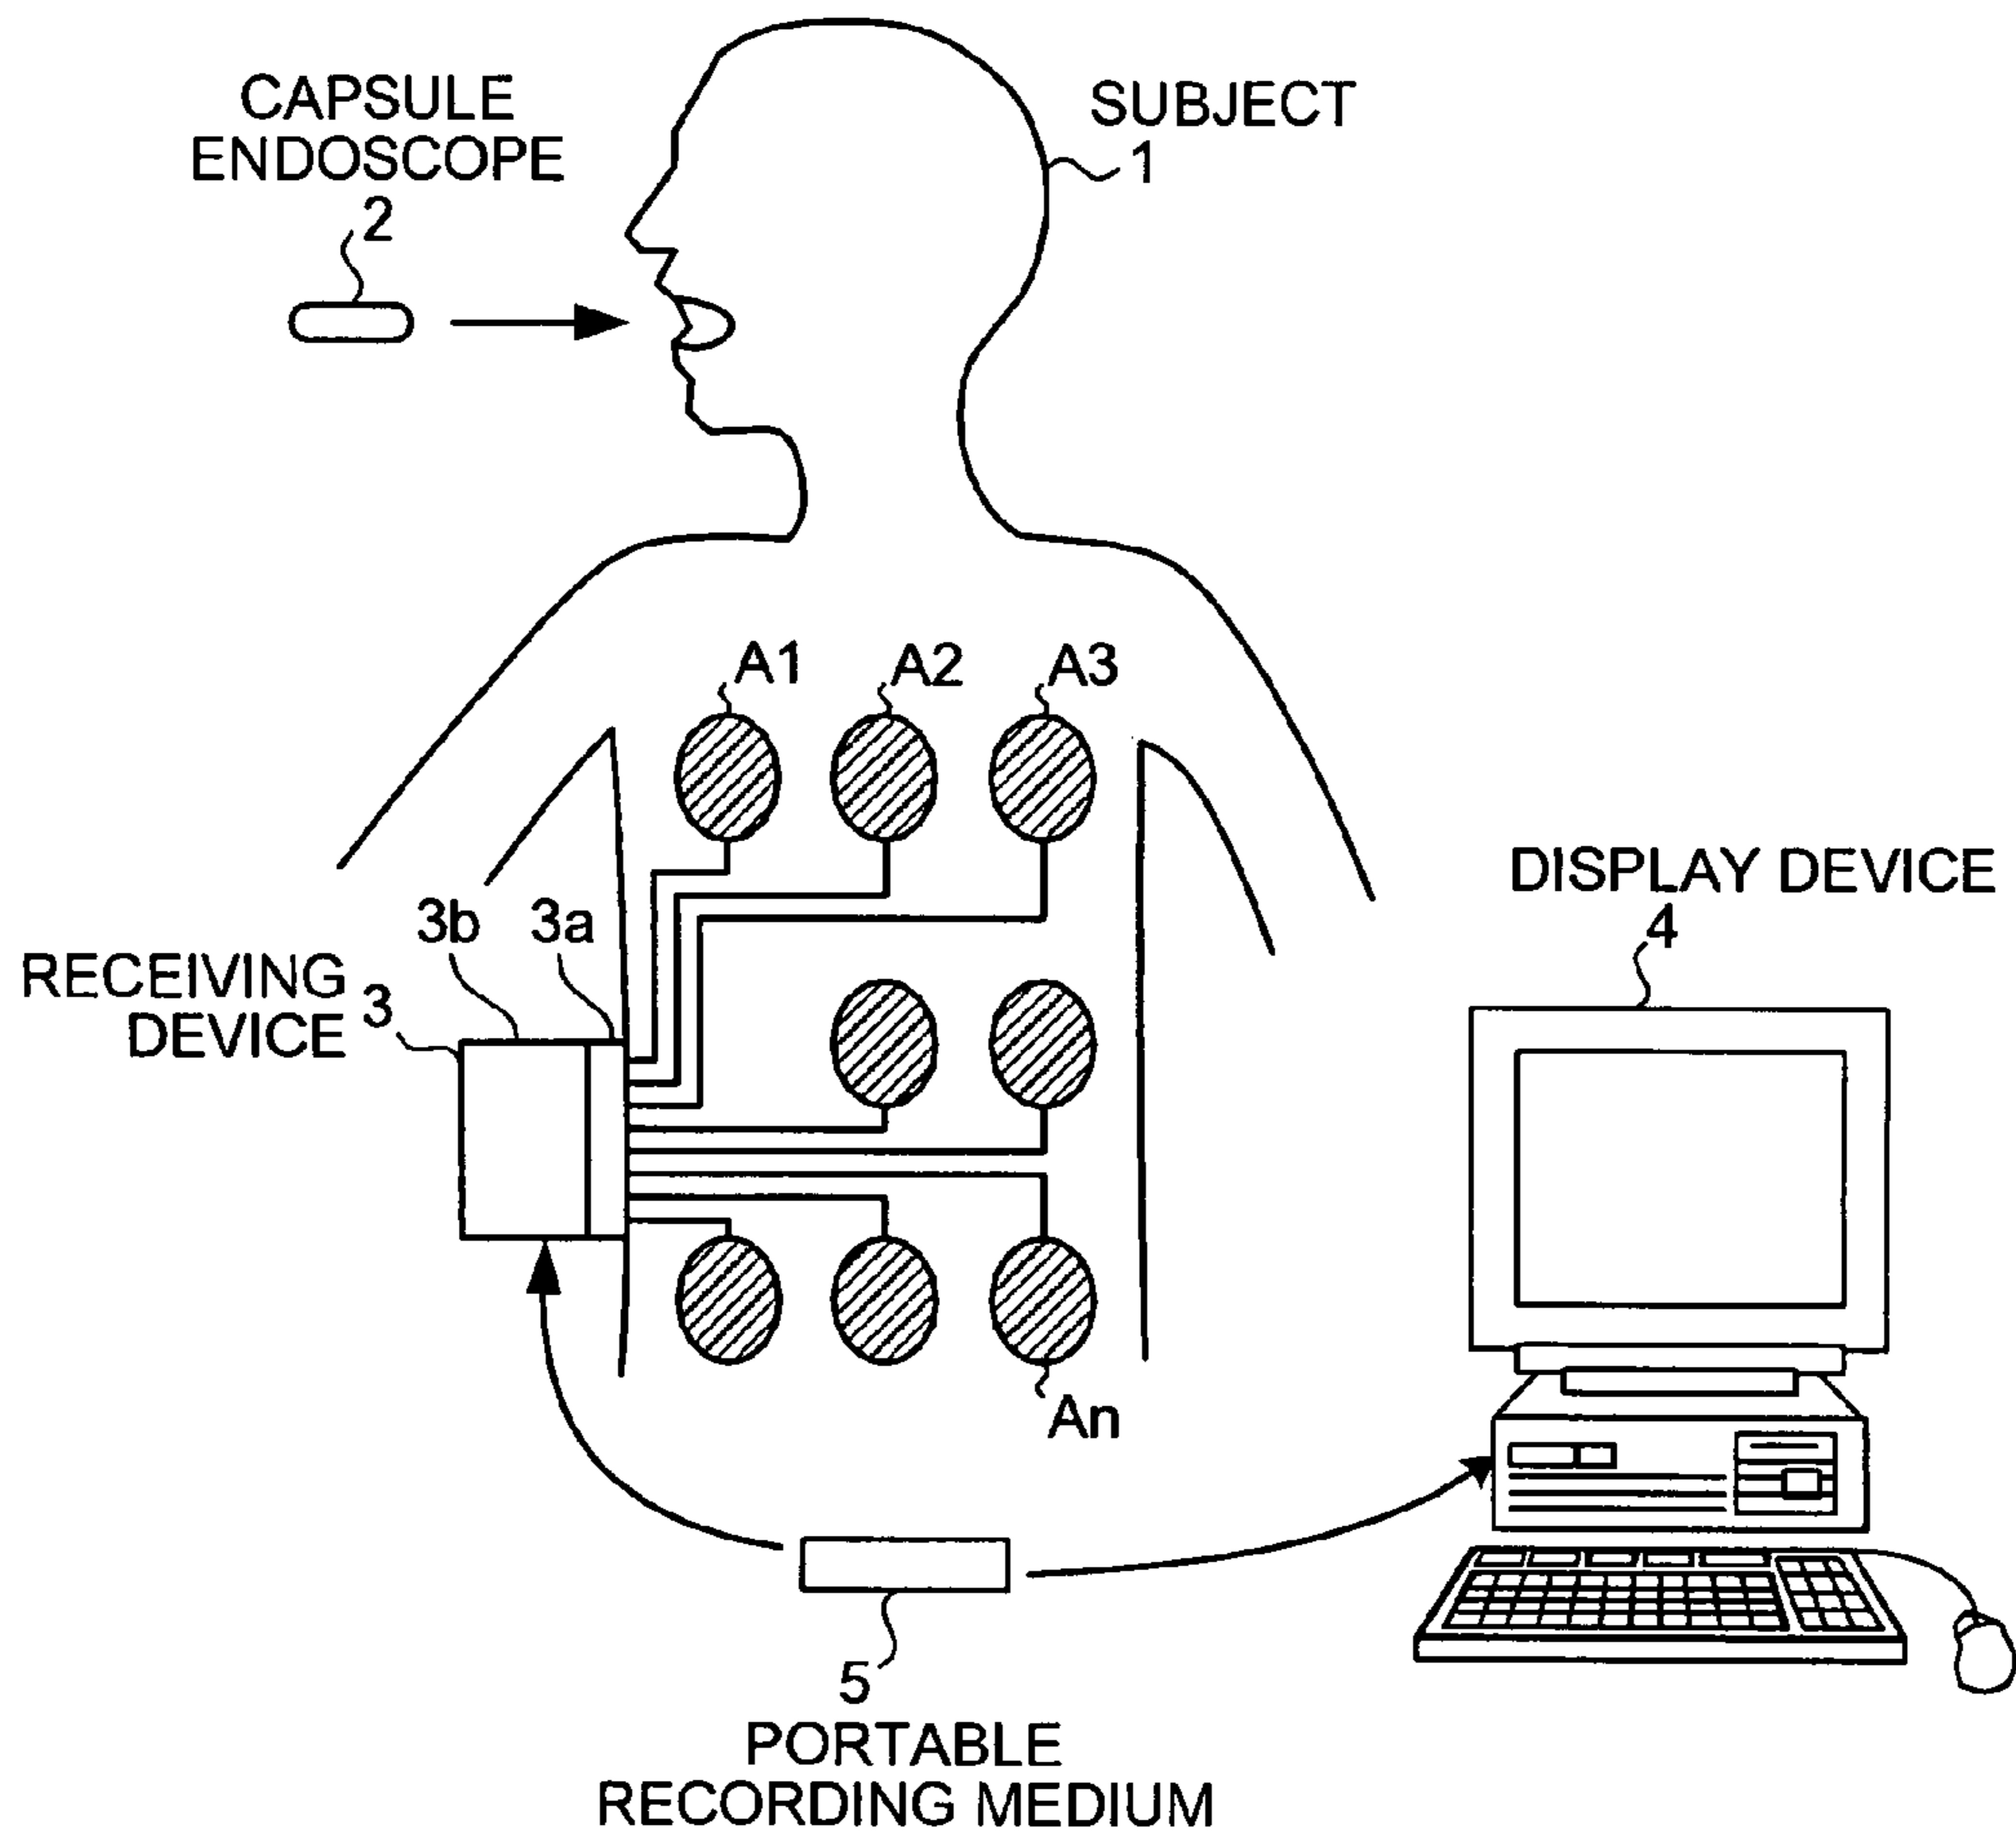 CAPSULE
ENDOSCOPE
2
SUBJECT
1
A1
A2
A3
3b
3a
RECEIVING
DEVICE
3
DISPLAY DEVICE
4
An
5
PORTABLE
RECORDING MEDIUM